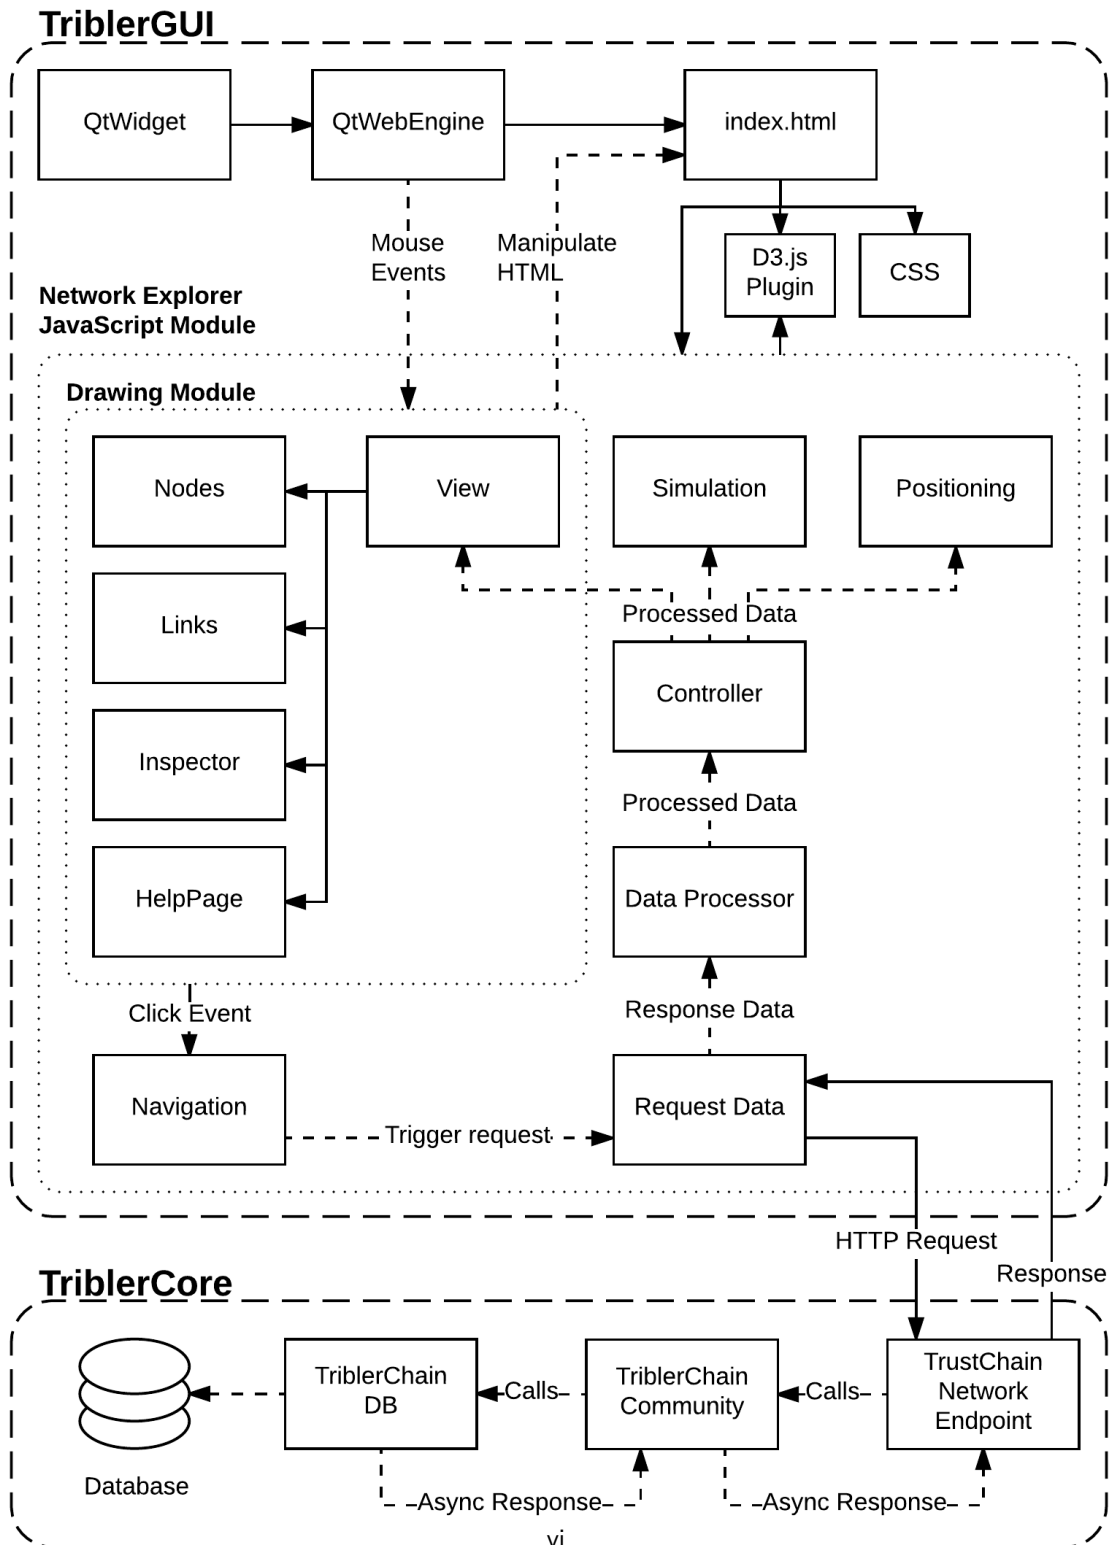 TriblerGUI
QtWidget
QtWebEngine
index.html
Mouse
Events
Manipulate
HTML
D3.js
Plugin
CSS
Network Explorer
JavaScript Module
Drawing Module
Nodes
View
Simulation
Positioning
Processed Data
Links
Controller
Inspector
Processed Data
HelpPage
Data Processor
Response Data
Click Event
Navigation
Trigger request
Request Data
HTTP Request
Response
TriblerCore
Database
TriblerChain
DB
Calls
TriblerChain
Community
Calls
TrustChain
Network
Endpoint
Async Response
Async Response
vi